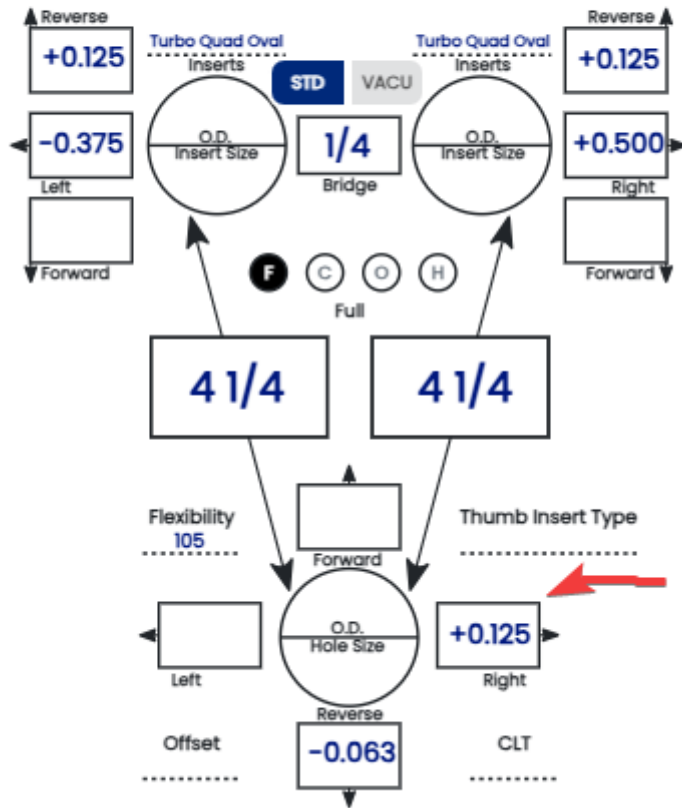 Reverse
Reverse
+0.125
Turbo Quad Oval
Turbo Quad Oval
+0.125
Inserts
Inserts
STD
VACU
-0.375
O.D.
Insert Size
1/4
O.D.
Insert Size
+0.500
Left
Bridge
Right
Forward
Forward
F
C
O
H
Full
4 1/4
4 1/4
Flexibility
105
Thumb Insert Type
Forward
O.D.
Hole Size
+0.125
Left
Right
Reverse
Offset
-0.063
CLT